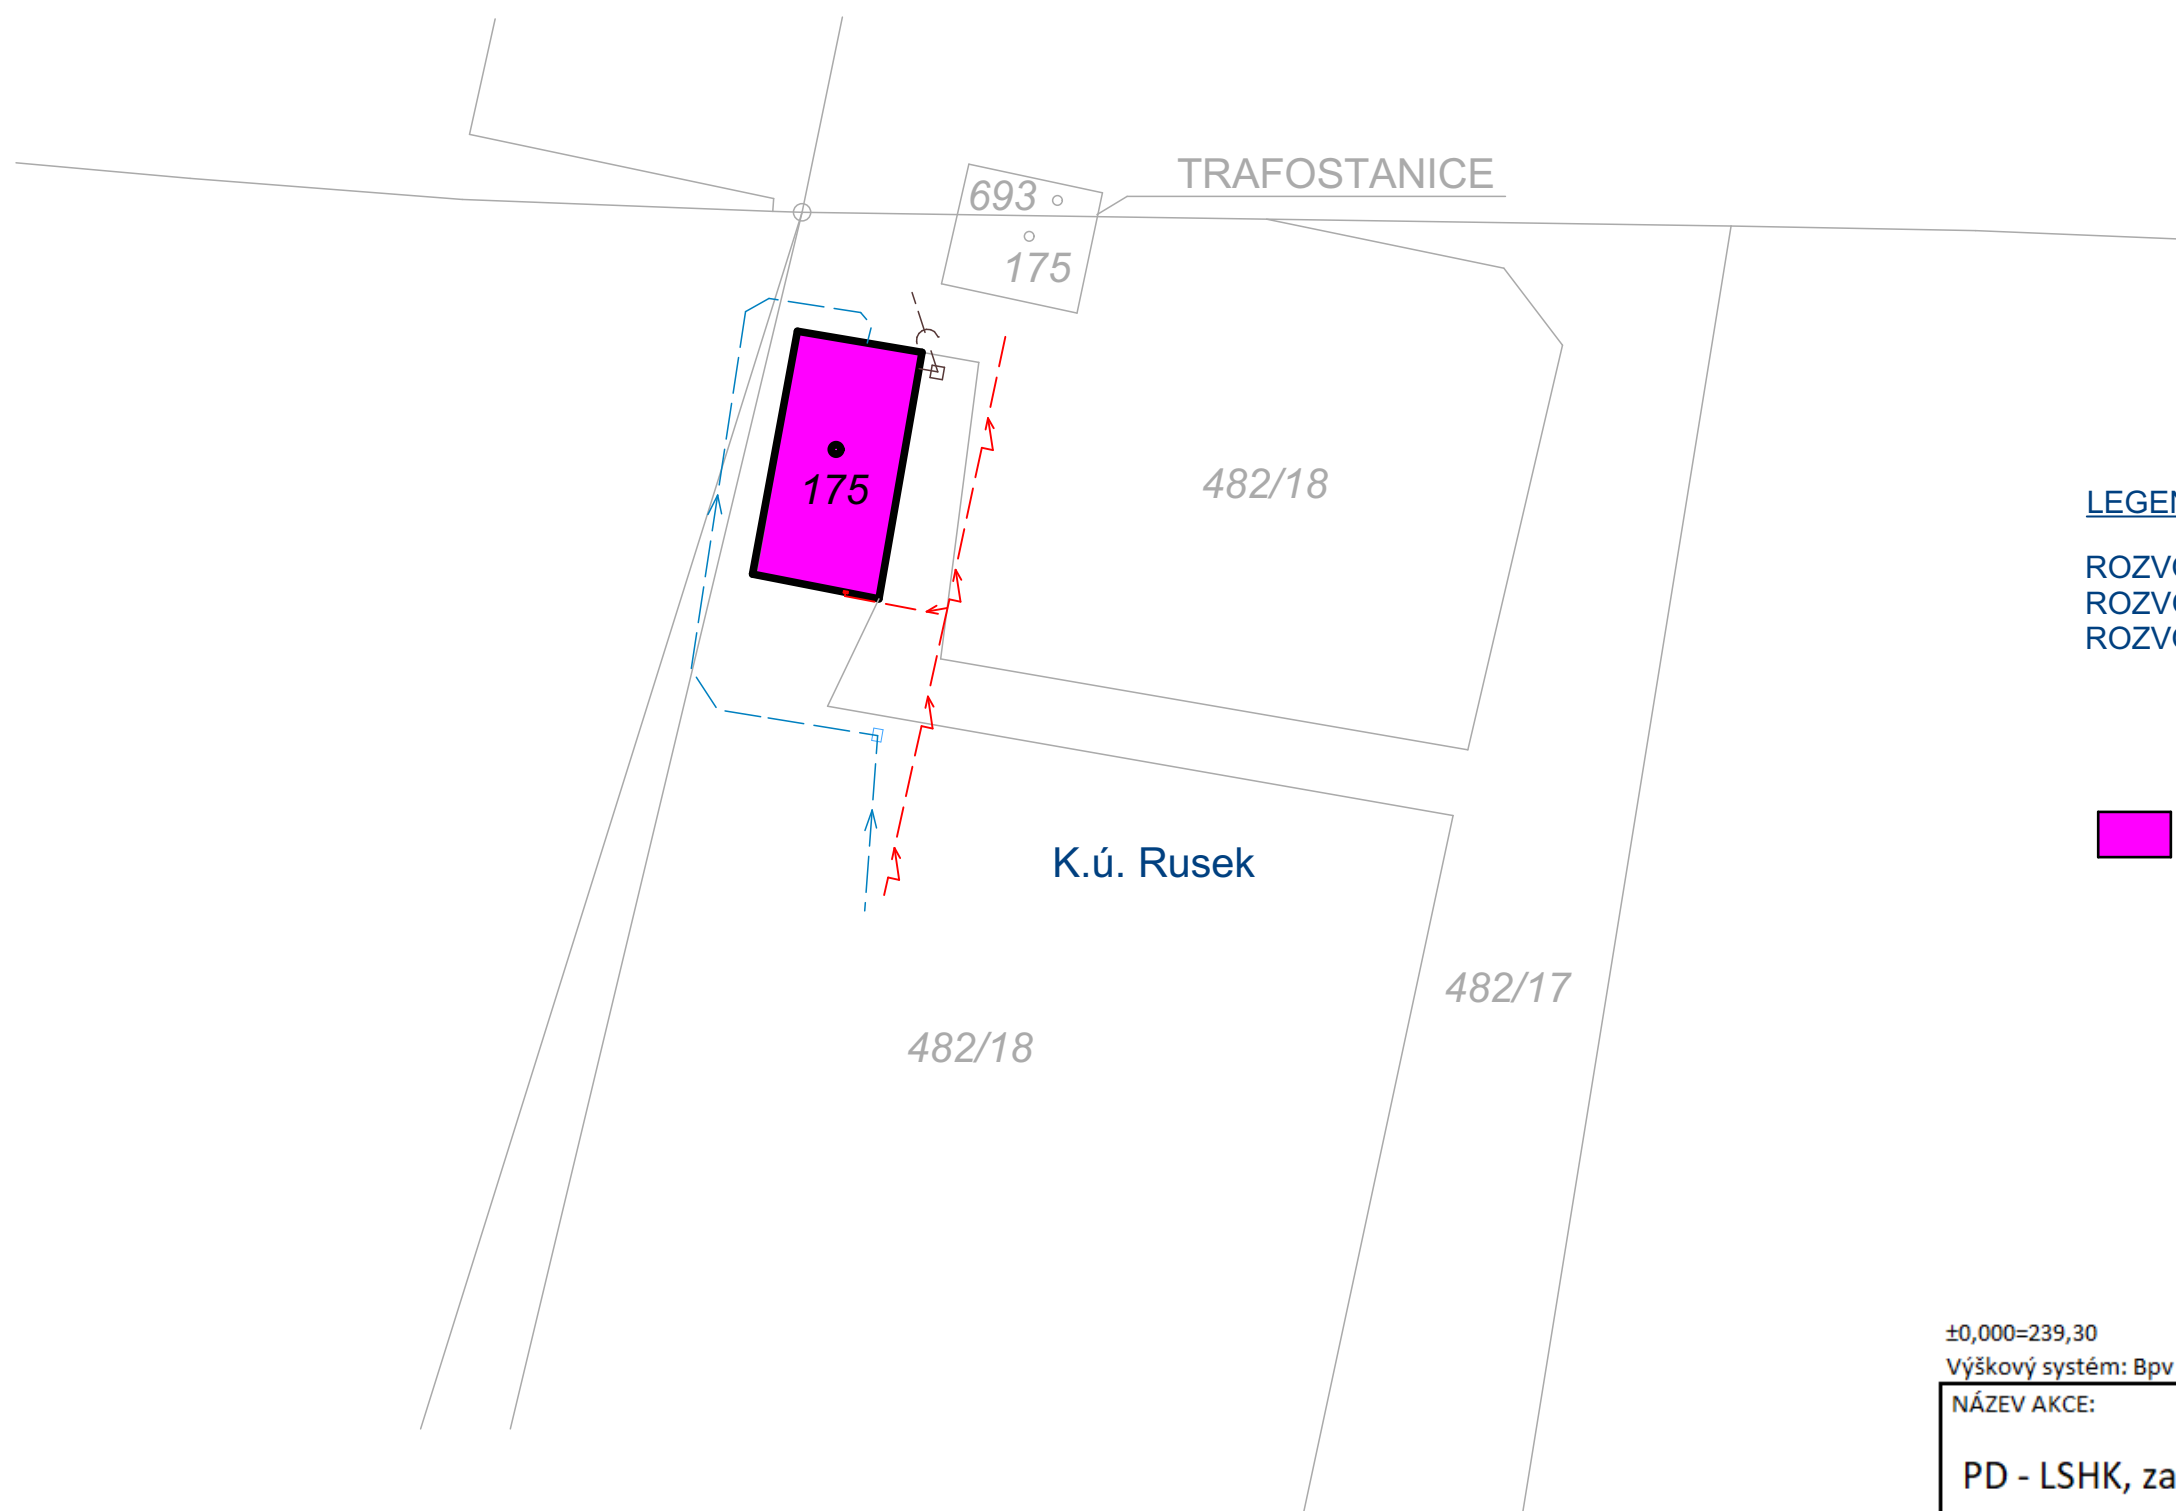 TRAFOSTANICE
693
175
175
482/18
LEGEN
ROZVO
ROZVO
ROZVO
K.ú. Rusek
482/17
482/18
±0,000=239,30
Výškový systém: Bpv
NÁZEV AKCE:
PD - LSHK, za